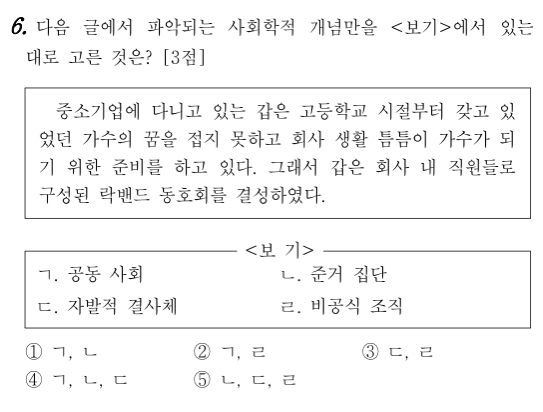 6. 다음 글에서 파악되는 사회학적 개념만을 <보기>에서 있는
대로 고른 것은? [3점]
중소기업에 다니고 있는 갑은 고등학교 시절부터 갖고 있
었던 가수의 꿈을 접지 못하고 회사 생활 틈틈이 가수가 되
기 위한 준비를 하고 있다. 그래서 갑은 회사 내 직원들로
구성된 락밴드 동호회를 결성하였다.
<보 기>
ㄱ. 공동 사회 ㄴ. 준거 집단
ㄷ. 자발적 결사체 ㄹ. 비공식 조직
① ㄱ, ㄴ ② ㄱ, ㄹ ③ ㄷ, ㄹ
④ ㄱ, ㄴ, ㄷ ⑤ ㄴ, ㄷ, ㄹ